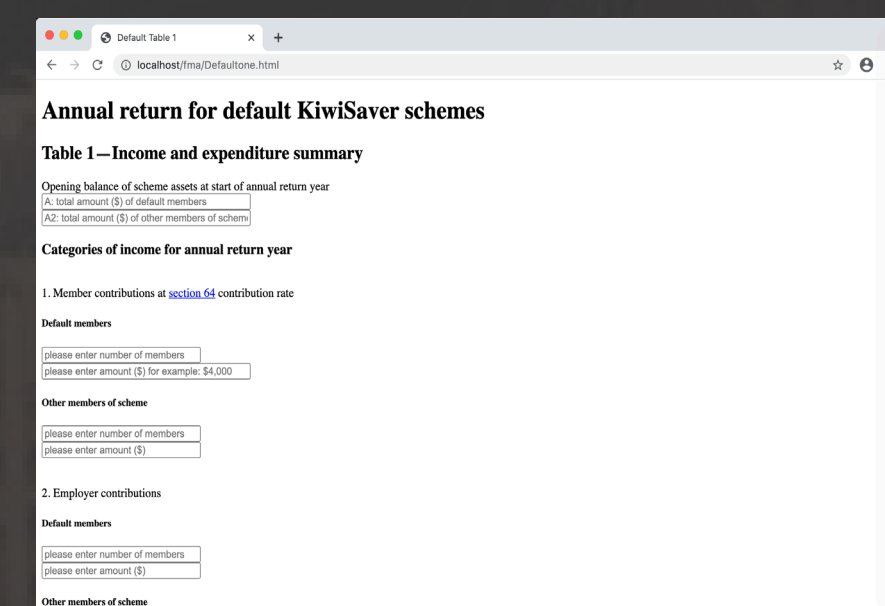 Default Table 1
localhost/fma/Defaultone.html
Annual return for default KiwiSaver schemes
Table 1—Income and expenditure summary
Opening balance of scheme assets at start of annual return year
A: total amount ($) of default members
A2: total amount ($) of other members of schem
Categories of income for annual return year
1. Member contributions at section 64 contribution rate
Default members
please enter number of members
please enter amount ($) for example: $4,000
Other members of scheme
please enter number of members
please enter amount ($)
2. Employer contributions
Default members
please enter number of members
please enter amount ($)
Other members of scheme